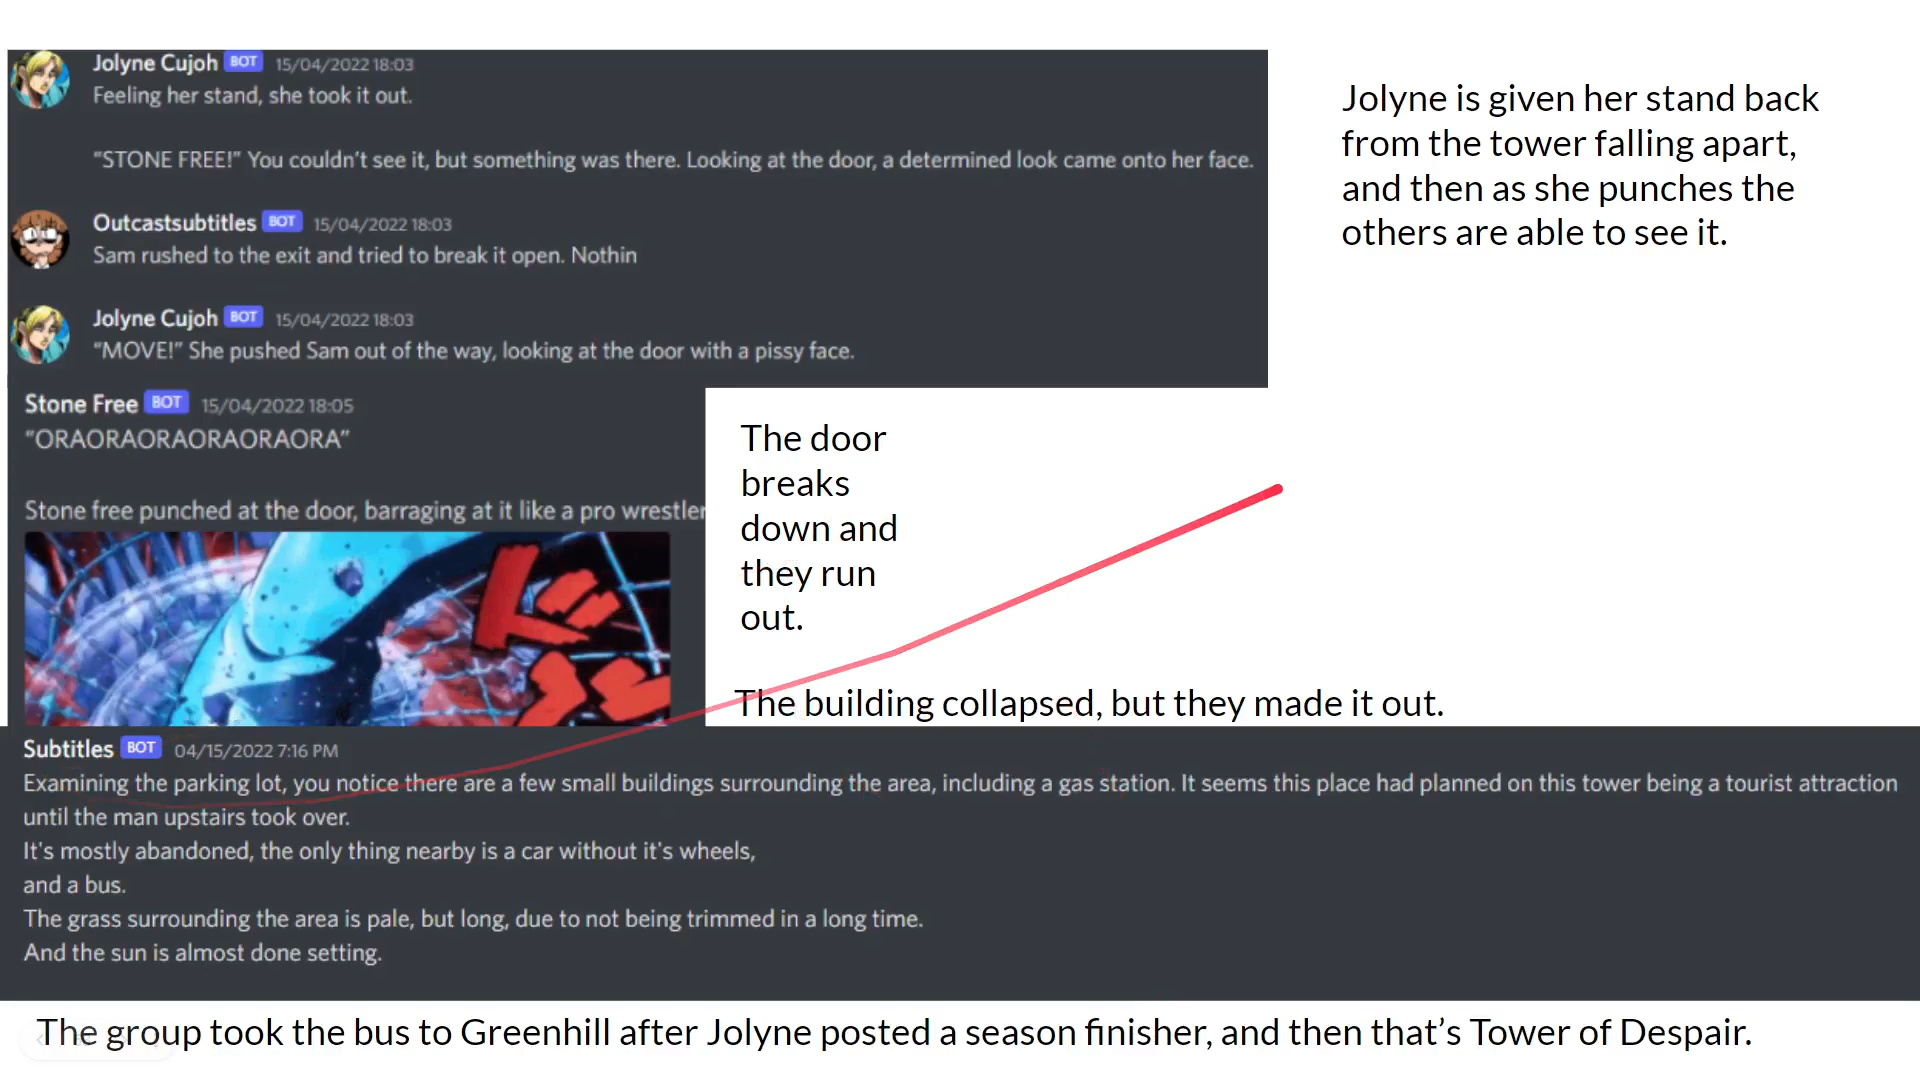 Jolyne Cujoh BOT 15/04/2022 18:03
Feeling her stand, she took it out.
“STONE FREE!” You couldn’t see it, but something was there. Looking at the door, a determined look came onto her face.
Outcastsubtitles BOT 15/04/2022 18:03
Sam rushed to the exit and tried to break it open. Nothin
Jolyne Cujoh BOT 15/04/2022 18:03
“MOVE!” She pushed Sam out of the way, looking at the door with a pissy face.
Jolyne is given her stand back
from the tower falling apart,
and then as she punches the
others are able to see it.
Stone Free BOT 15/04/2022 18:05
“ORAORAORAORAORAORA”
Stone free punched at the door, barraging at it like a pro wrestler
ド
The door
breaks
down and
they run
out.
The building collapsed, but they made it out.
Subtitles BOT 04/15/2022 7:16 PM
Examining the parking lot, you notice there are a few small buildings surrounding the area, including a gas station. It seems this place had planned on this tower being a tourist attraction
until the man upstairs took over.
It's mostly abandoned, the only thing nearby is a car without it's wheels,
and a bus.
The grass surrounding the area is pale, but long, due to not being trimmed in a long time.
And the sun is almost done setting.
The group took the bus to Greenhill after Jolyne posted a season finisher, and then that’s Tower of Despair.